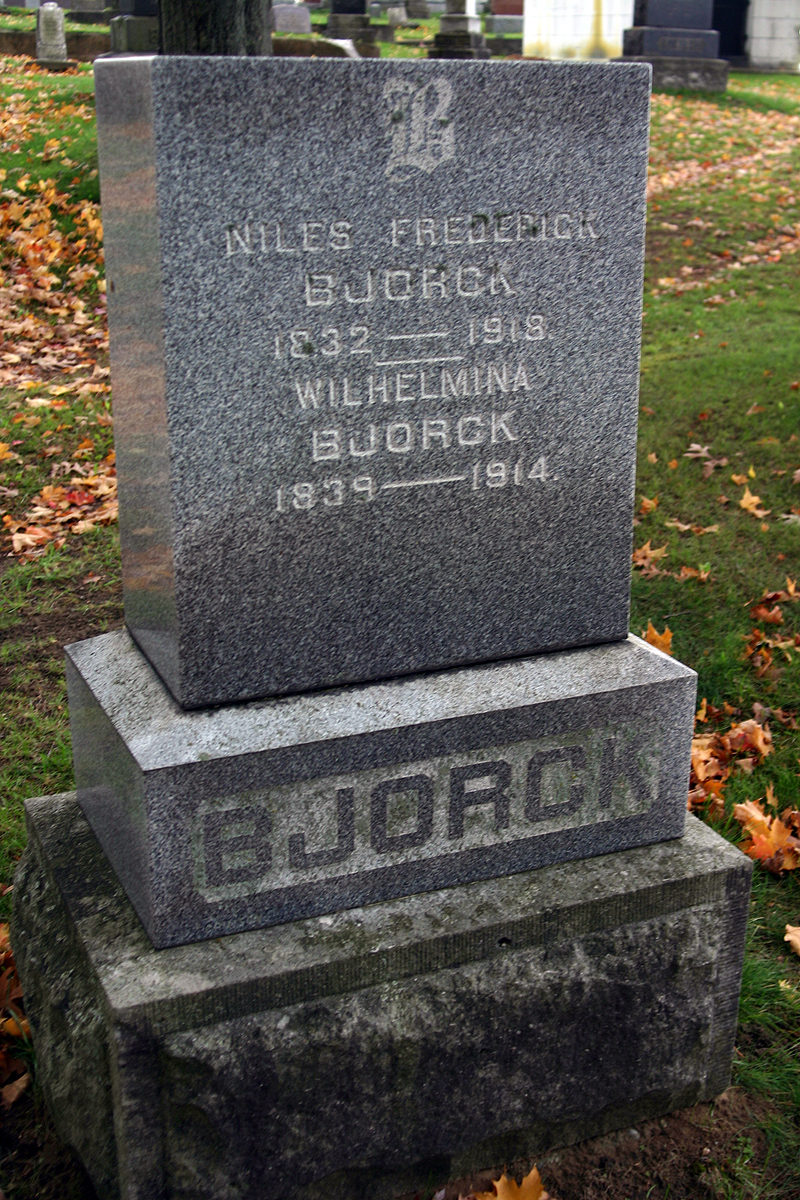 B
NILES FREDERICK
BJORCK
1832 — 1918.
WILHELMINA
BJORCK
1839 — 1914.
BJORCK